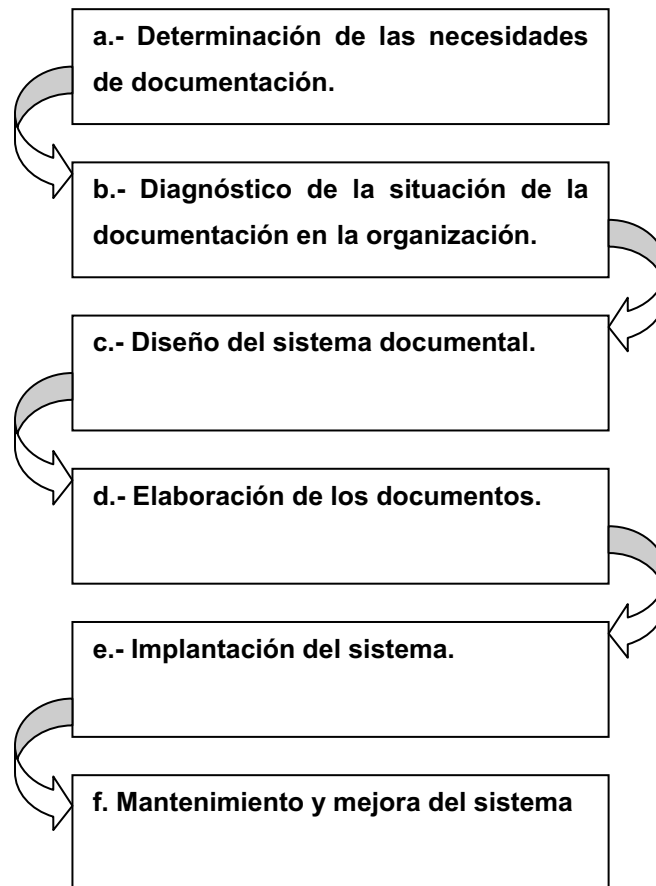 a.- Determinación de las necesidades
de documentación.
b.- Diagnóstico de la situación de la
documentación en la organización.
c.- Diseño del sistema documental.
d.- Elaboración de los documentos.
e.- Implantación del sistema.
f. Mantenimiento y mejora del sistema